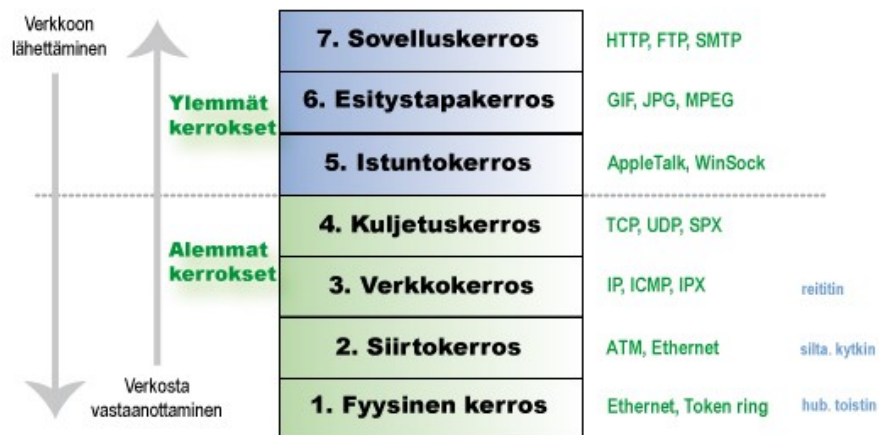 Verkkoon
lähettäminen
7. Sovelluskerros
HTTP, FTP, SMTP
Ylemmät
kerrokset
6. Esitystapakerros
GIF, JPG, MPEG
5. Istuntokerros
AppleTalk, WinSock
Alemmat
kerrokset
4. Kuljetuskerros
TCP, UDP, SPX
3. Verkkokerros
IP, ICMP, IPX
reititin
2. Siirtokerros
ATM, Ethernet
silta. kytkin
Verkosta
vastaanottaminen
1. Fyysinen kerros
Ethernet, Token ring
hub. toistin